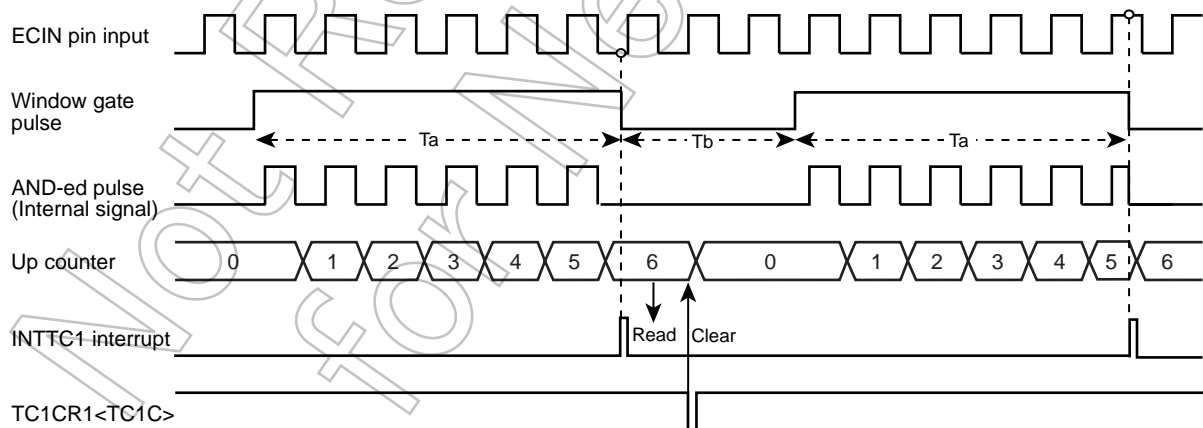 ECIN pin input
Window gate
pulse
Ta
Tb
Ta
AND-ed pulse
(Internal signal)
Up counter
0 1 2 3 4 5 6 0 1 2 3 4 5 6
INTTC1 interrupt
Read
Clear
TC1CR1<TC1C>